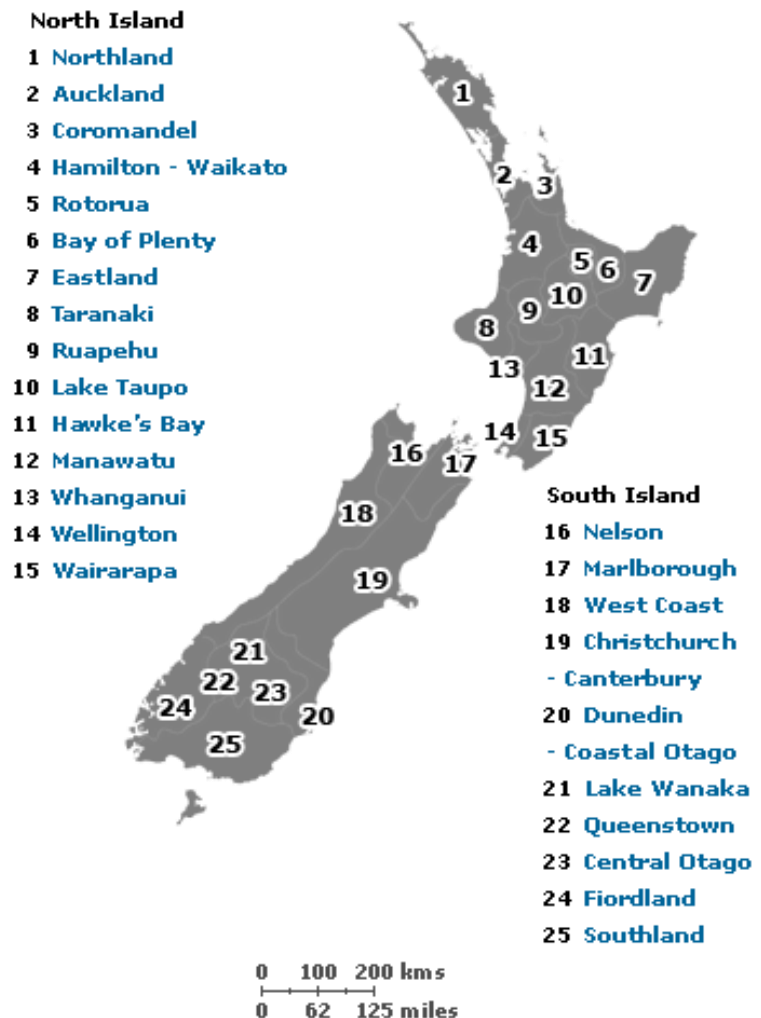 North Island
1 Northland
2 Auckland
3 Coromandel
4 Hamilton - Waikato
5 Rotorua
6 Bay of Plenty
7 Eastland
8 Taranaki
9 Ruapehu
10 Lake Taupo
11 Hawke's Bay
12 Manawatu
13 Whanganui
14 Wellington
15 Wairarapa
1
2
3
4
5
6
7
10
9
8
11
13
12
14
15
16
17
18
19
21
22
23
24
20
25
South Island
16 Nelson
17 Marlborough
18 West Coast
19 Christchurch
- Canterbury
20 Dunedin
- Coastal Otago
21 Lake Wanaka
22 Queenstown
23 Central Otago
24 Fiordland
25 Southland
0 100 200 kms
0 62 125 miles